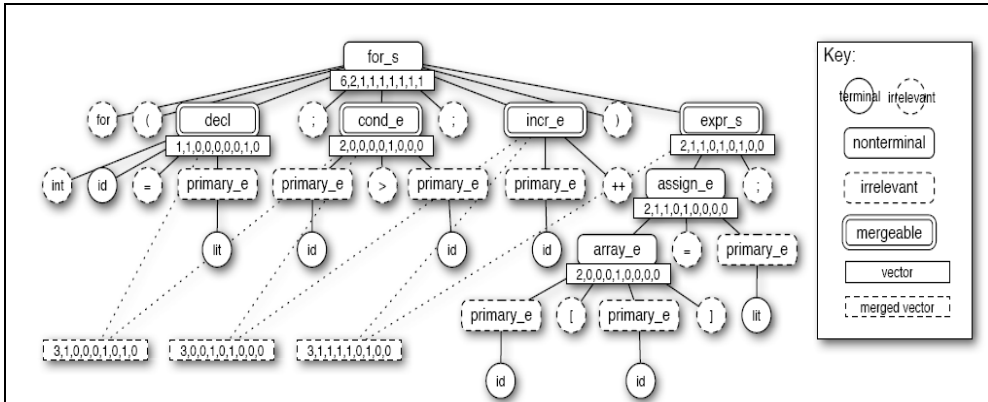 for_s
6,2,1,1,1,1,1,1,1
Key:
terminal
irrelevant
nonterminal
irrelevant
mergeable
vector
merged vector
for
(
decl
1,1,0,0,0,0,0,1,0
;
cond_e
2,0,0,0,0,1,0,0,0
;
incr_e
)
expr_s
2,1,1,0,1,0,1,0,0
int
id
=
primary_e
primary_e
>
primary_e
primary_e
++
assign_e
2,1,1,0,1,0,0,0,0
;
lit
id
id
id
array_e
2,0,0,0,1,0,0,0,0
=
primary_e
primary_e
[
primary_e
]
lit
3,1,0,0,0,1,0,1,0
3,0,0,1,0,1,0,0,0
3,1,1,1,1,0,1,0,0
id
id